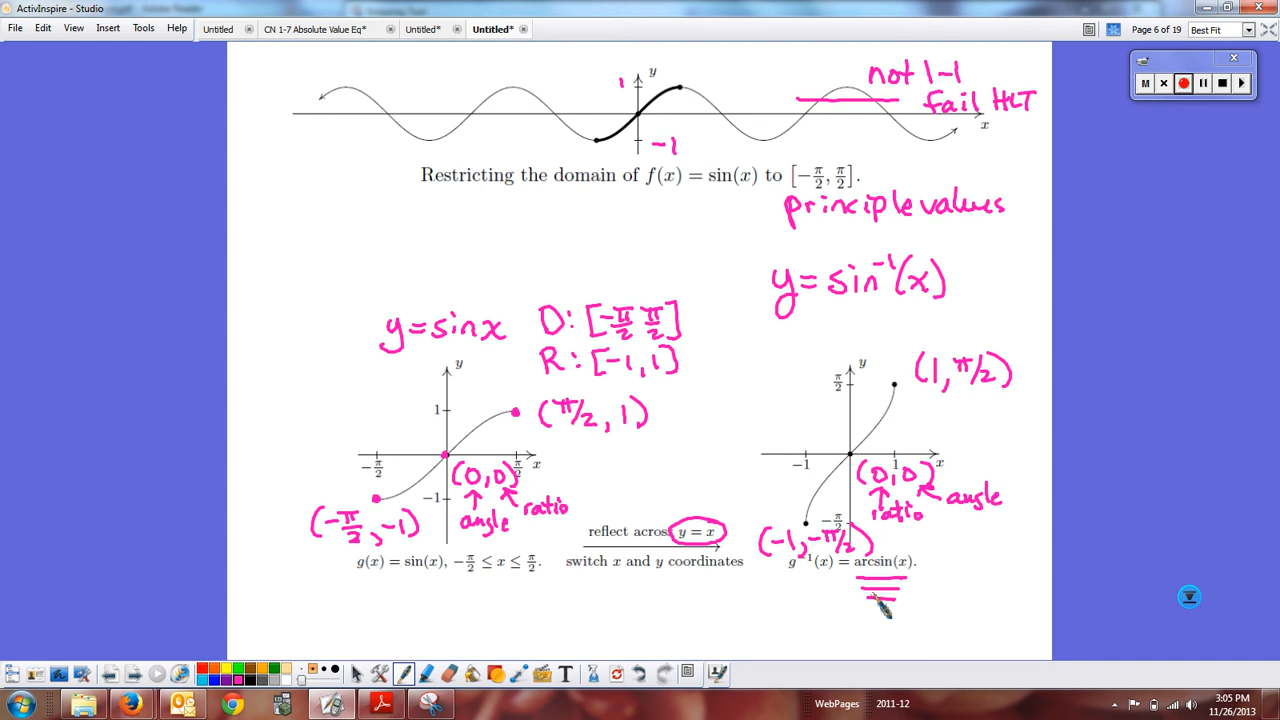 ActivInspire - Studio
File Edit View Insert Tools Help
Untitled
CN 1-7 Absolute Value Eq*
Untitled*
Untitled*
Page 6 of 19
Best Fit
M
y
1
-1
x
not 1-1
fail HLT
Restricting the domain of f(x) = sin(x) to [-π/2, π/2].
principle values
y = sin⁻¹(x)
y = sin x
D: [-π/2 π/2]
R: [-1, 1]
y
1
(π/2, 1)
-π/2
π/2
x
(0,0)
-1
angle
ratio
(-π/2, -1)
g(x) = sin(x), -π/2 ≤ x ≤ π/2.
reflect across y = x
switch x and y coordinates
y
π/2
(1, π/2)
-1
1
x
(0,0)
ratio
angle
-π/2
(-1, -π/2)
g⁻¹(x) = arcsin(x).
WebPages
2011-12
3:05 PM
11/26/2013